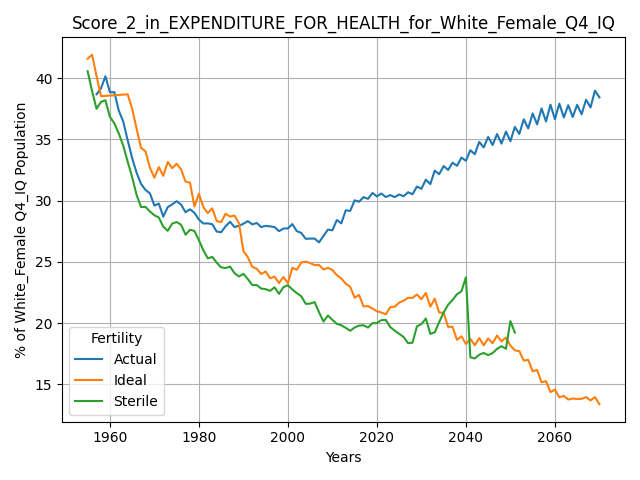 Score_2_in_EXPENDITURE_FOR_HEALTH_for_White_Female_Q4_IQ
% of White_Female Q4_IQ Population
40
35
30
25
20
15
Fertility
Actual
Ideal
Sterile
1960
1980
2000
2020
2040
2060
Years